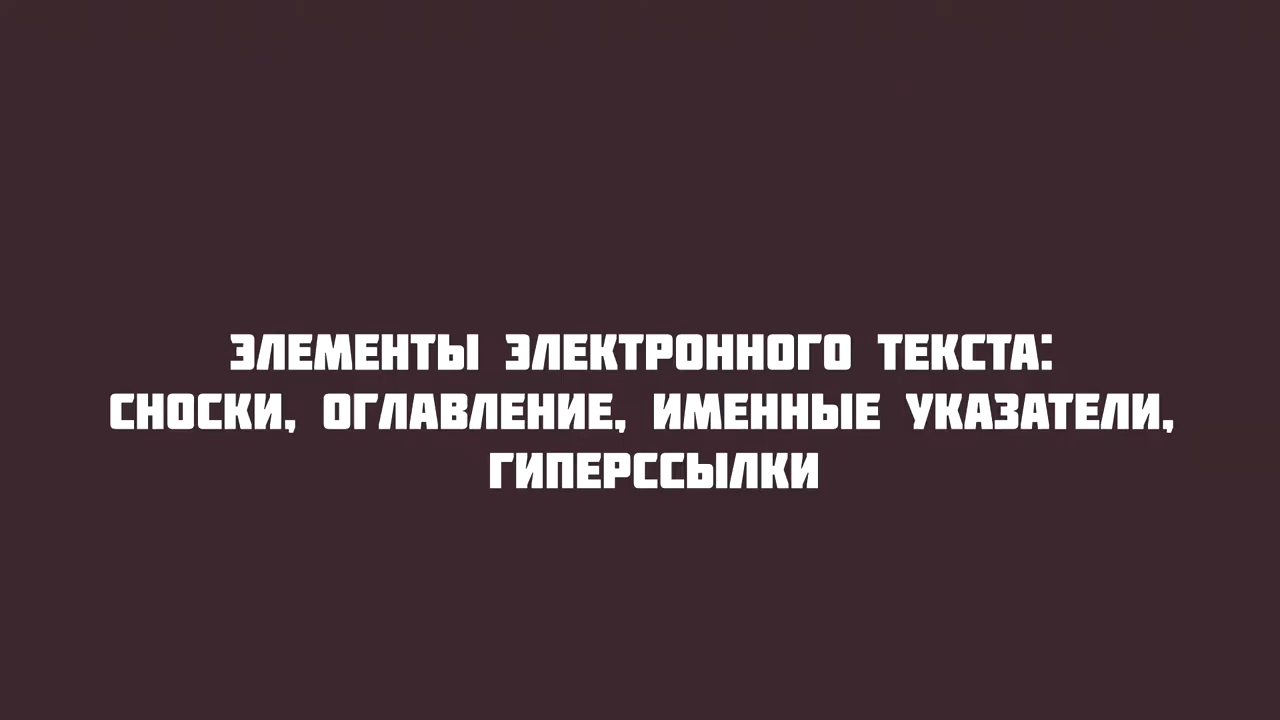 ЭЛЕМЕНТЫ ЭЛЕКТРОННОГО ТЕКСТА:
СНОСКИ, ОГЛАВЛЕНИЕ, ИМЕННЫЕ УКАЗАТЕЛИ,
ГИПЕРССЫЛКИ